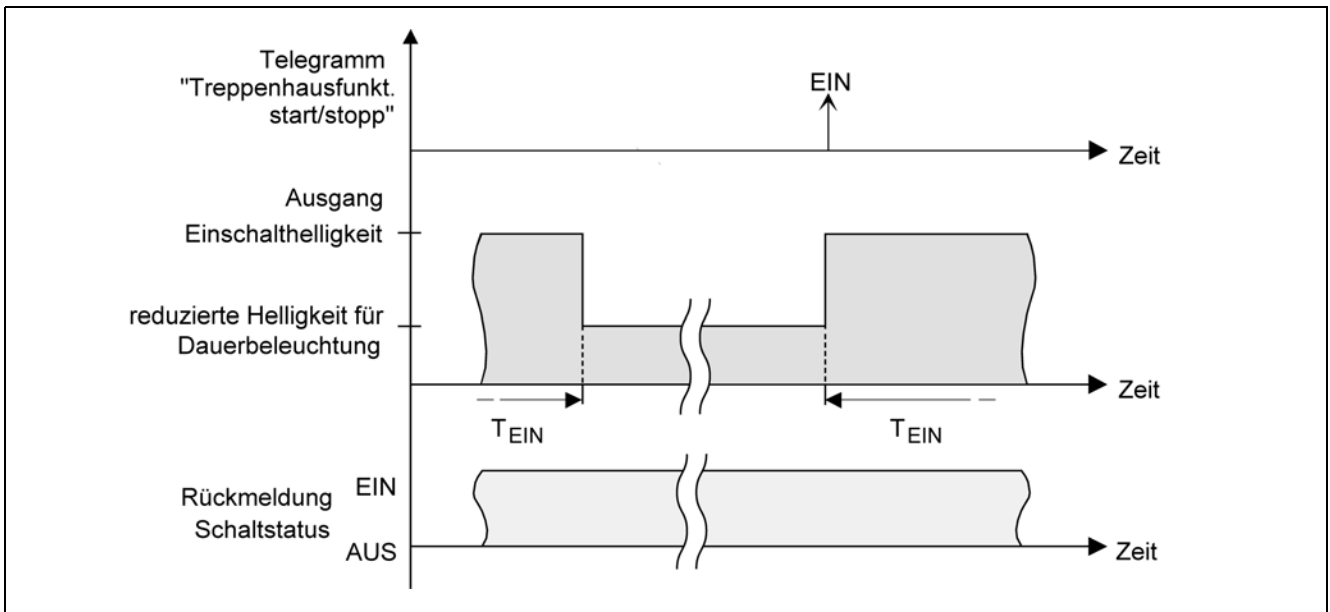 Telegramm
"Treppenhausfunkt.
start/stopp"
EIN
Zeit
Ausgang
Einschalthelligkeit
reduzierte Helligkeit für
Dauerbeleuchtung
Zeit
TEIN
TEIN
Rückmeldung
Schaltstatus
EIN
AUS
Zeit